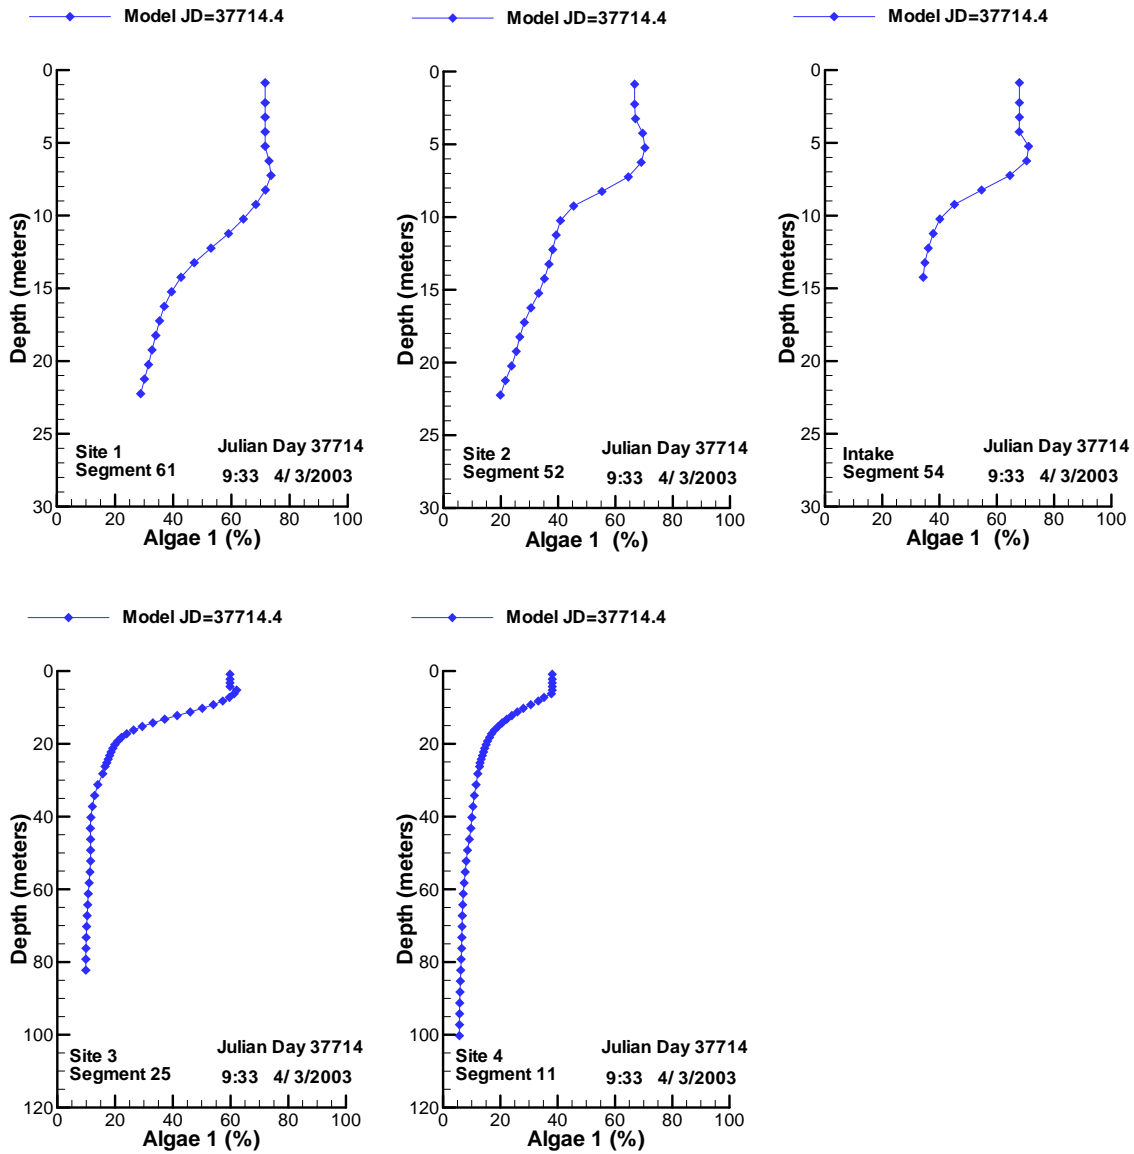 Model JD=37714.4
0
5
10
15
20
25
30
Depth (meters)
Site 1
Segment 61
Julian Day 37714
9:33 4/ 3/2003
0 20 40 60 80 100
Algae 1 (%)
Model JD=37714.4
0
5
10
15
20
25
30
Depth (meters)
Site 2
Segment 52
Julian Day 37714
9:33 4/ 3/2003
0 20 40 60 80 100
Algae 1 (%)
Model JD=37714.4
0
5
10
15
20
25
30
Depth (meters)
Intake
Segment 54
Julian Day 37714
9:33 4/ 3/2003
0 20 40 60 80 100
Algae 1 (%)
Model JD=37714.4
0
20
40
60
80
100
120
Depth (meters)
Site 3
Segment 25
Julian Day 37714
9:33 4/ 3/2003
0 20 40 60 80 100
Algae 1 (%)
Model JD=37714.4
0
20
40
60
80
100
120
Depth (meters)
Site 4
Segment 11
Julian Day 37714
9:33 4/ 3/2003
0 20 40 60 80 100
Algae 1 (%)